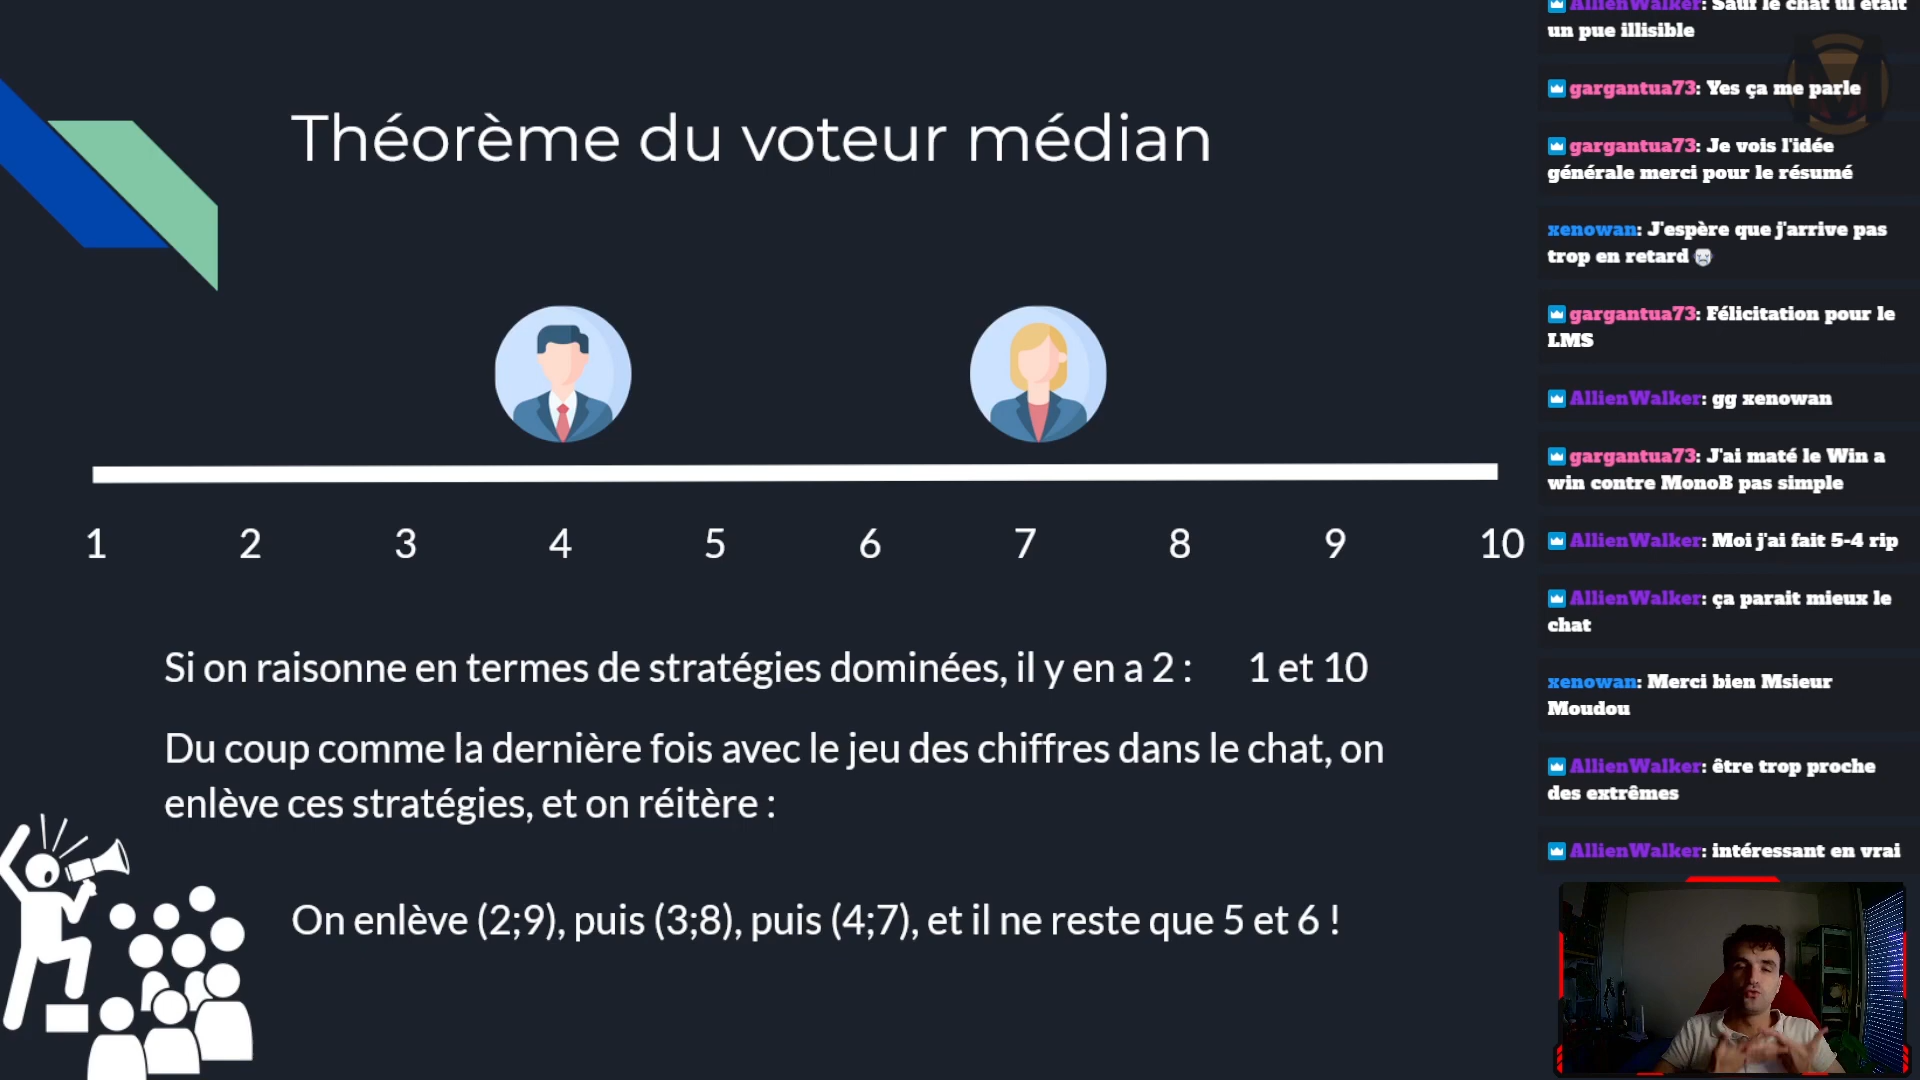 Théorème du voteur médian
1 2 3 4 5 6 7 8 9 10
Si on raisonne en termes de stratégies dominées, il y en a 2 : 1 et 10
Du coup comme la dernière fois avec le jeu des chiffres dans le chat, on
enlève ces stratégies, et on réitère :
On enlève (2;9), puis (3;8), puis (4;7), et il ne reste que 5 et 6 !
AllienWalker: Sauf le chat ui était
un pue illisible
gargantua73: Yes ça me parle
gargantua73: Je vois l'idée
générale merci pour le résumé
xenowan: J'espère que j'arrive pas
trop en retard
gargantua73: Félicitation pour le
LMS
AllienWalker: gg xenowan
gargantua73: J'ai maté le Win a
win contre MonoB pas simple
AllienWalker: Moi j'ai fait 5-4 rip
AllienWalker: ça parait mieux le
chat
xenowan: Merci bien Msieur
Moudou
AllienWalker: être trop proche
des extrêmes
AllienWalker: intéressant en vrai